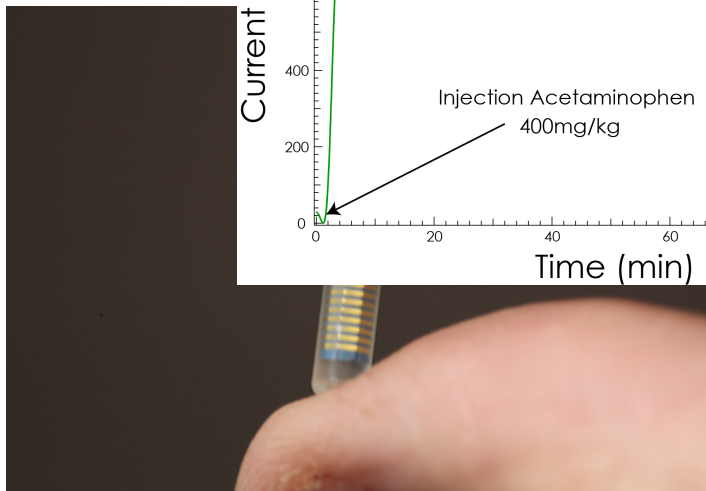 Current
400
200
0
0 20 40 60
Injection Acetaminophen
400mg/kg
Time (min)